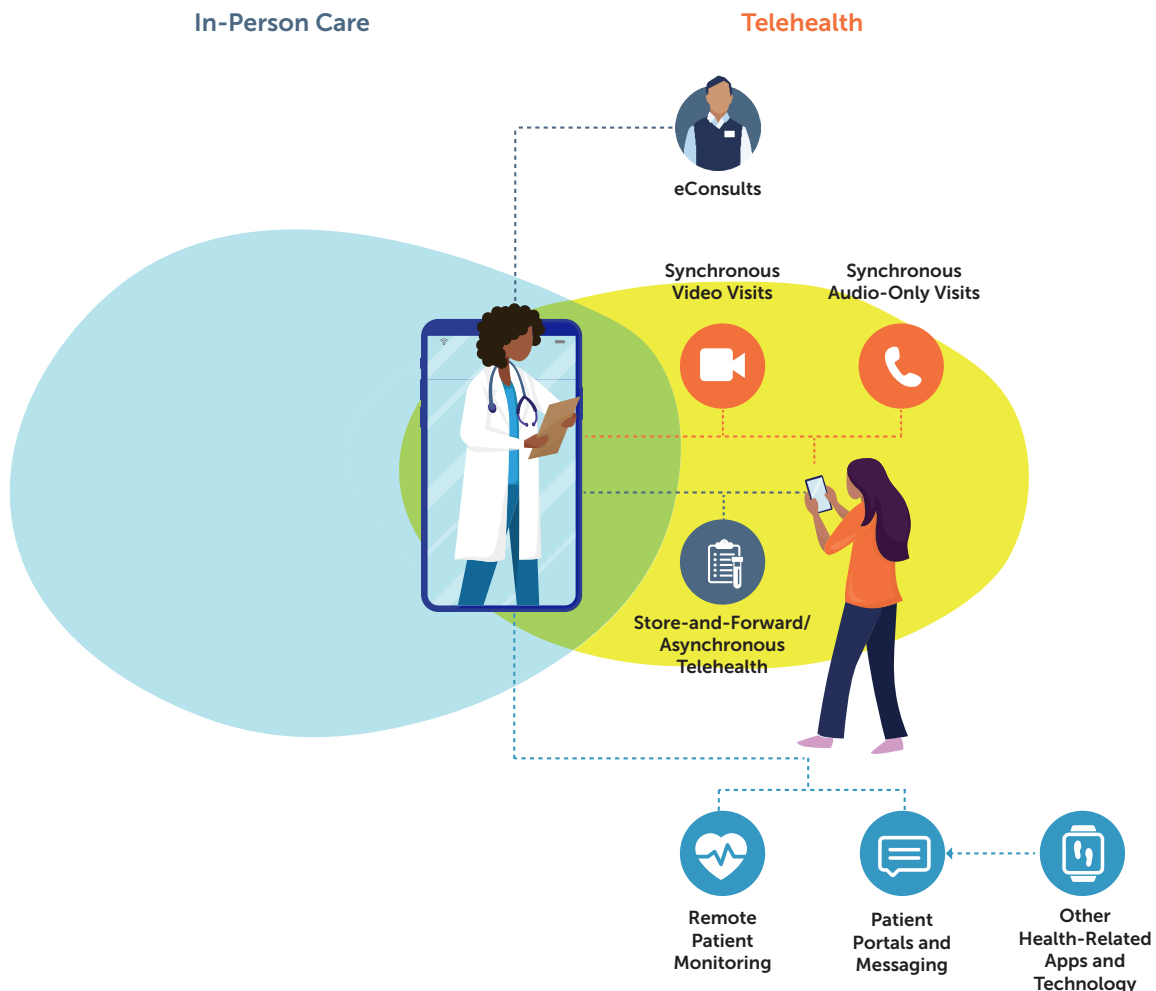 In-Person Care
Telehealth
eConsults
Synchronous
Video Visits
Synchronous
Audio-Only Visits
Store-and-Forward/
Asynchronous
Telehealth
Remote
Patient
Monitoring
Patient
Portals and
Messaging
Other
Health-Related
Apps and
Technology